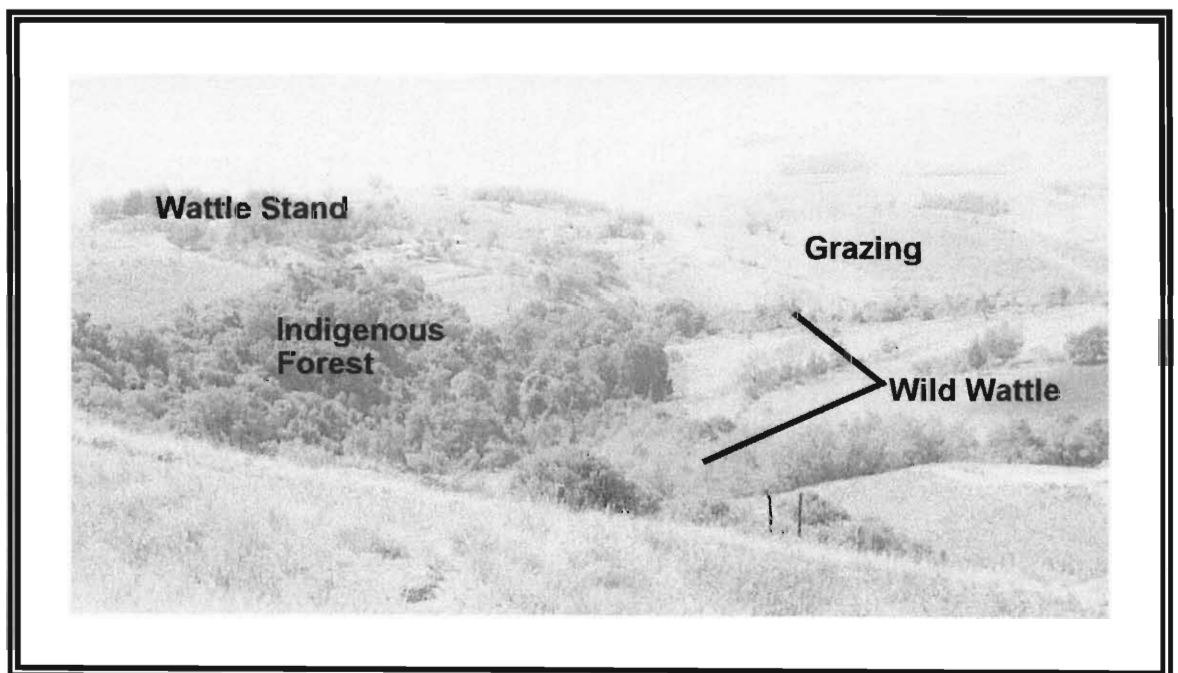 Wattle Stand
Grazing
Indigenous
Forest
Wild Wattle